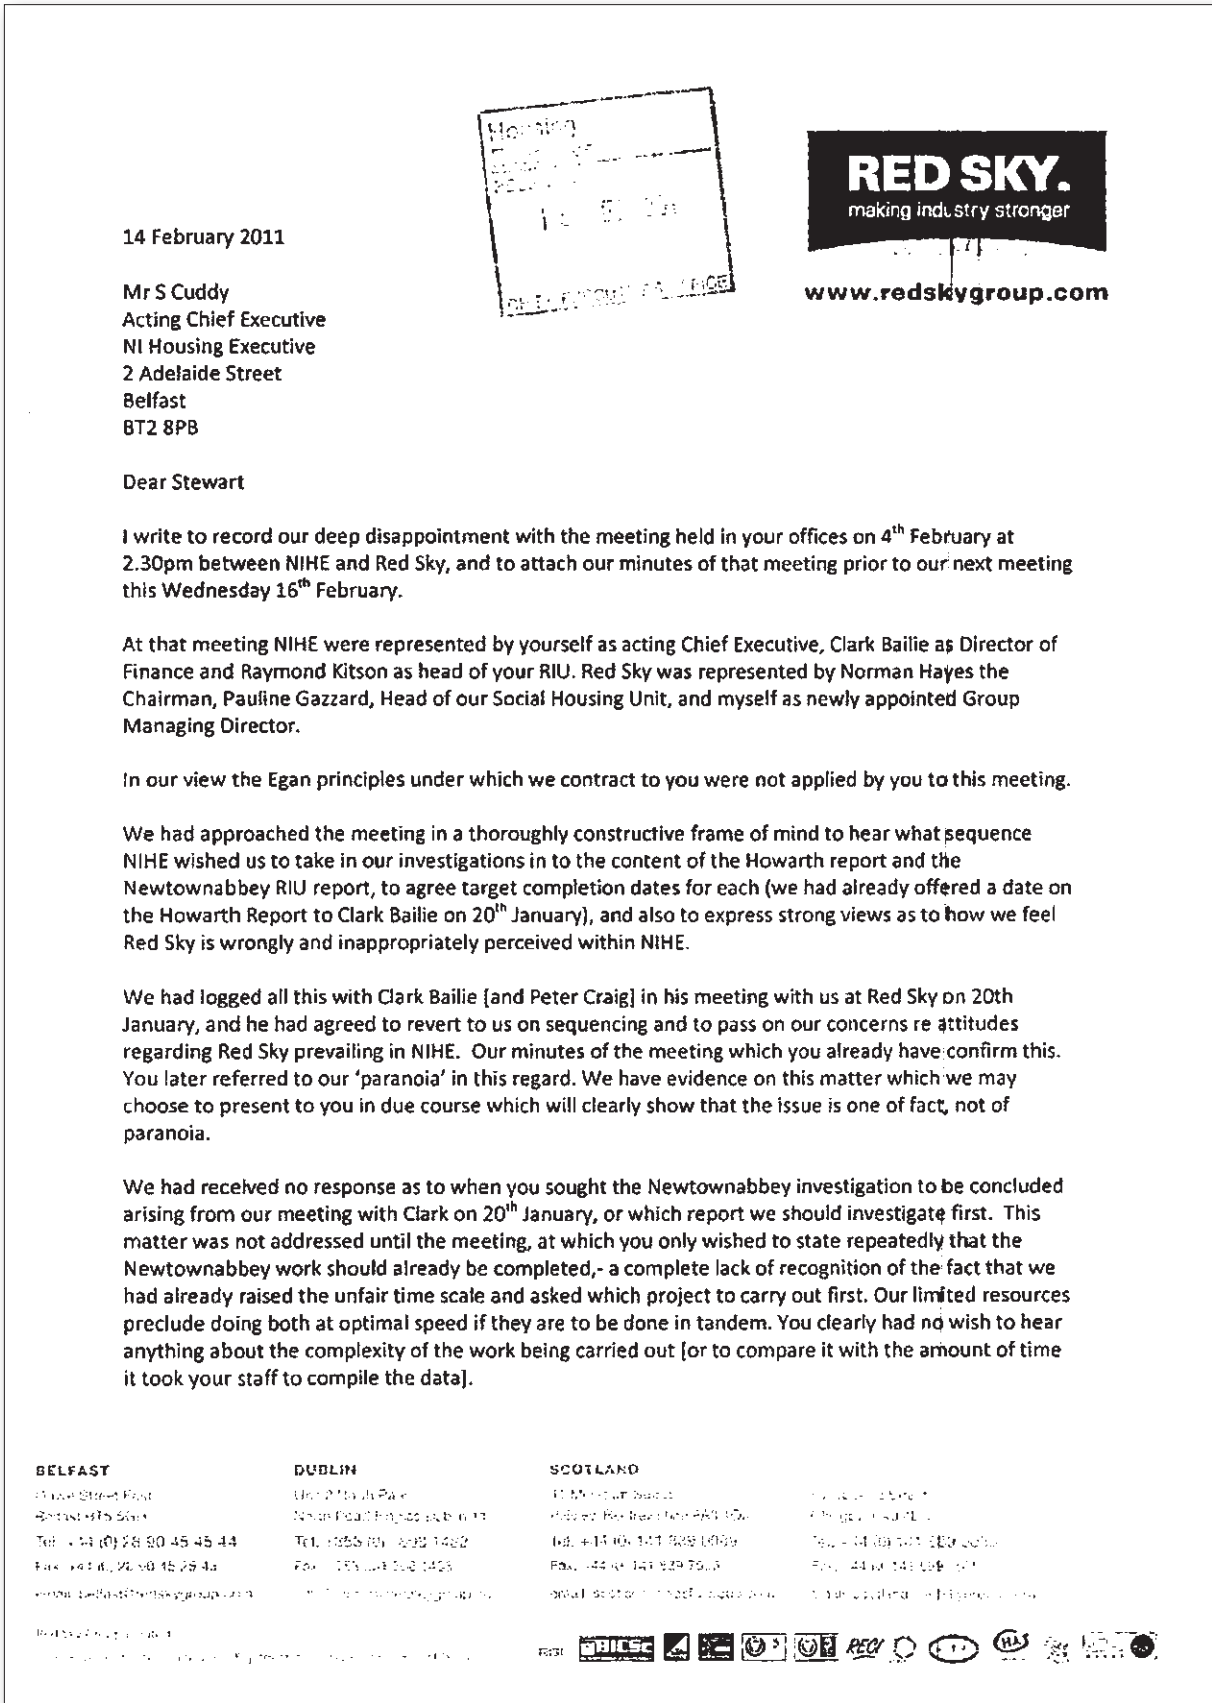 Housing
RED SKY.
making industry stronger
www.redskygroup.com
14 February 2011
Mr S Cuddy
Acting Chief Executive
NI Housing Executive
2 Adelaide Street
Belfast
BT2 8PB
Dear Stewart
I write to record our deep disappointment with the meeting held in your offices on 4th February at
2.30pm between NIHE and Red Sky, and to attach our minutes of that meeting prior to our next meeting
this Wednesday 16th February.
At that meeting NIHE were represented by yourself as acting Chief Executive, Clark Bailie as Director of
Finance and Raymond Kitson as head of your RIU. Red Sky was represented by Norman Hayes the
Chairman, Pauline Gazzard, Head of our Social Housing Unit, and myself as newly appointed Group
Managing Director.
In our view the Egan principles under which we contract to you were not applied by you to this meeting.
We had approached the meeting in a thoroughly constructive frame of mind to hear what sequence
NIHE wished us to take in our investigations in to the content of the Howarth report and the
Newtownabbey RIU report, to agree target completion dates for each (we had already offered a date on
the Howarth Report to Clark Bailie on 20th January), and also to express strong views as to how we feel
Red Sky is wrongly and inappropriately perceived within NIHE.
We had logged all this with Clark Bailie [and Peter Craig] in his meeting with us at Red Sky on 20th
January, and he had agreed to revert to us on sequencing and to pass on our concerns re attitudes
regarding Red Sky prevailing in NIHE. Our minutes of the meeting which you already have confirm this.
You later referred to our 'paranoia' in this regard. We have evidence on this matter which we may
choose to present to you in due course which will clearly show that the issue is one of fact, not of
paranoia.
We had received no response as to when you sought the Newtownabbey investigation to be concluded
arising from our meeting with Clark on 20th January, or which report we should investigate first. This
matter was not addressed until the meeting, at which you only wished to state repeatedly that the
Newtownabbey work should already be completed,- a complete lack of recognition of the fact that we
had already raised the unfair time scale and asked which project to carry out first. Our limited resources
preclude doing both at optimal speed if they are to be done in tandem. You clearly had no wish to hear
anything about the complexity of the work being carried out [or to compare it with the amount of time
it took your staff to compile the data].
BELFAST
DUBLIN
SCOTLAND
Tel: +44 (0) 28 90 45 45 44
BICSc
RECI